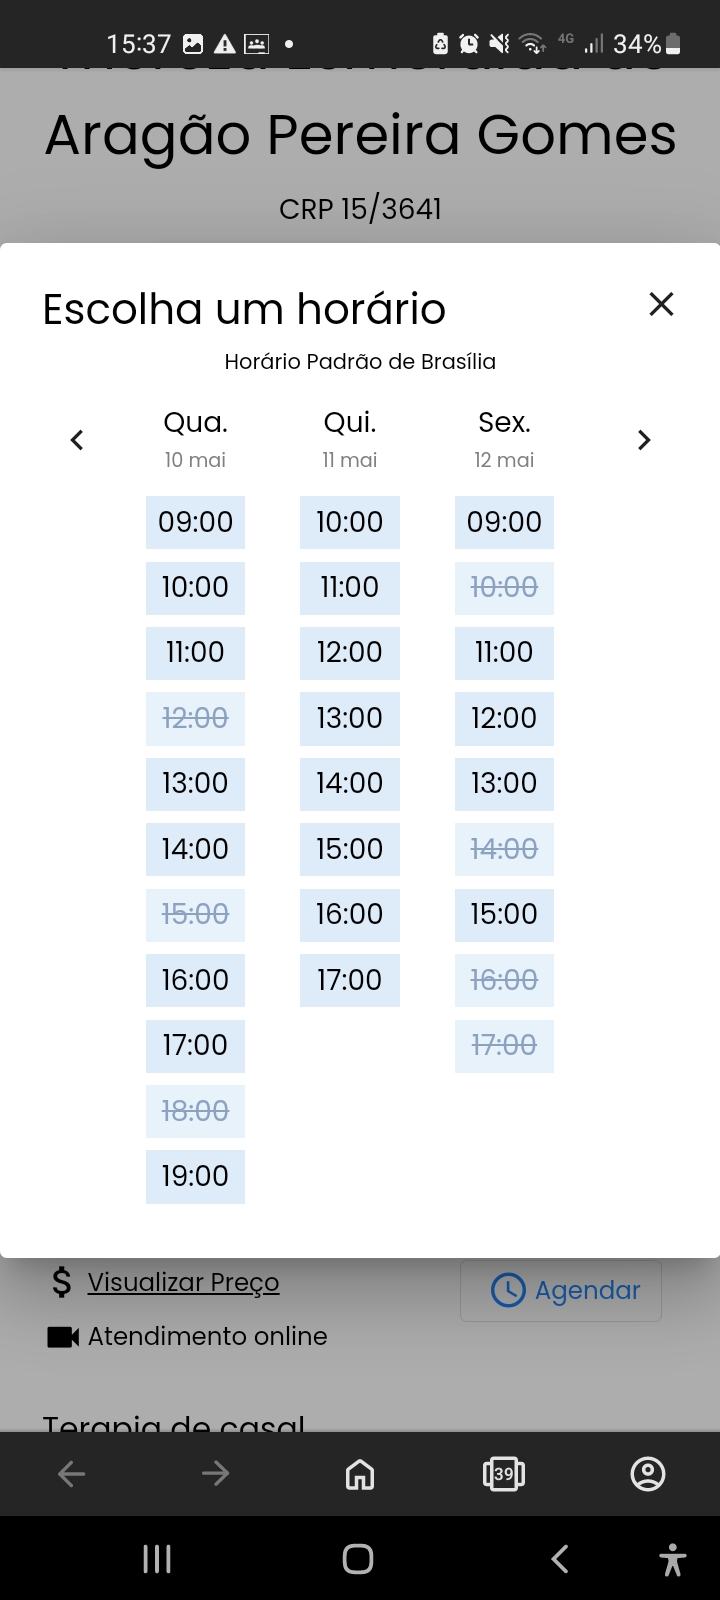 15:37 4G 34%
Aragão Pereira Gomes
CRP 15/3641
Escolha um horário
Horário Padrão de Brasília
Qua. Qui. Sex.
10 mai 11 mai 12 mai
09:00 10:00 09:00
10:00 11:00 10:00
11:00 12:00 11:00
12:00 13:00 12:00
13:00 14:00 13:00
14:00 15:00 14:00
15:00 16:00 15:00
16:00 17:00 16:00
17:00 17:00
18:00
19:00
$ Visualizar Preço
Agendar
Atendimento online
Terapia de casal
39